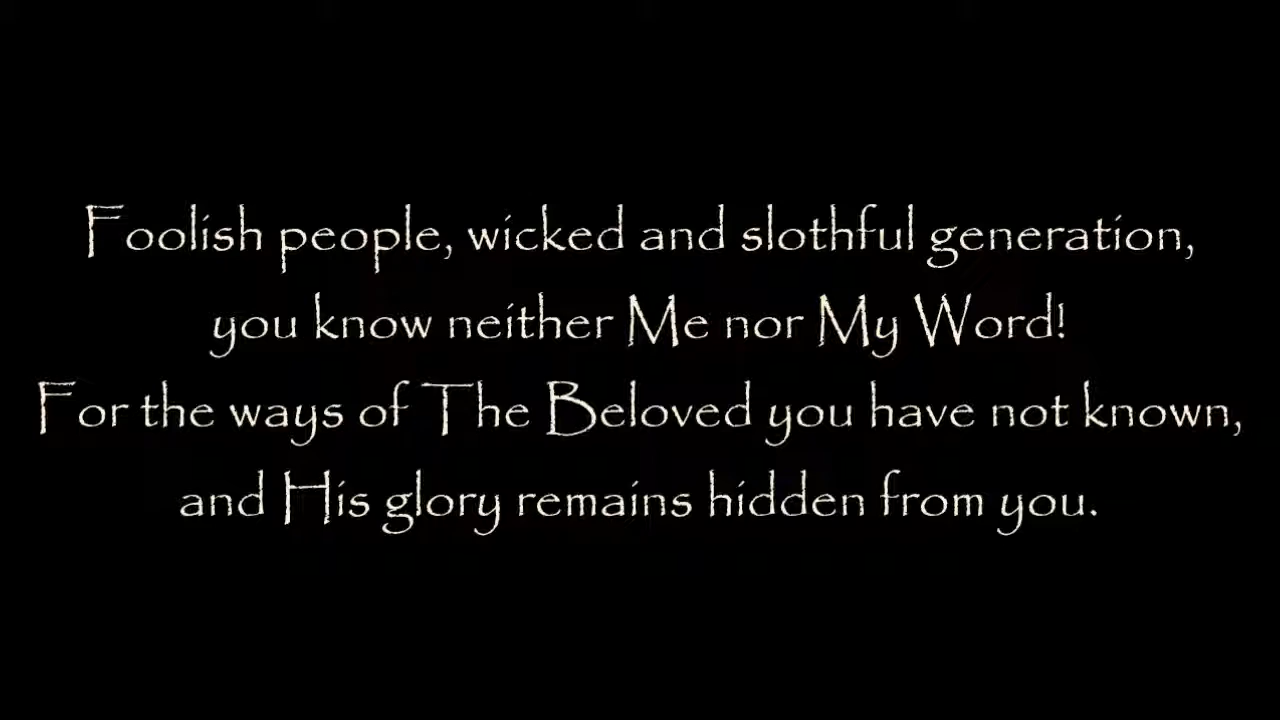 Foolish people, wicked and slothful generation,
you know neither Me nor My Word!
For the ways of The Beloved you have not known,
and His glory remains hidden from you.